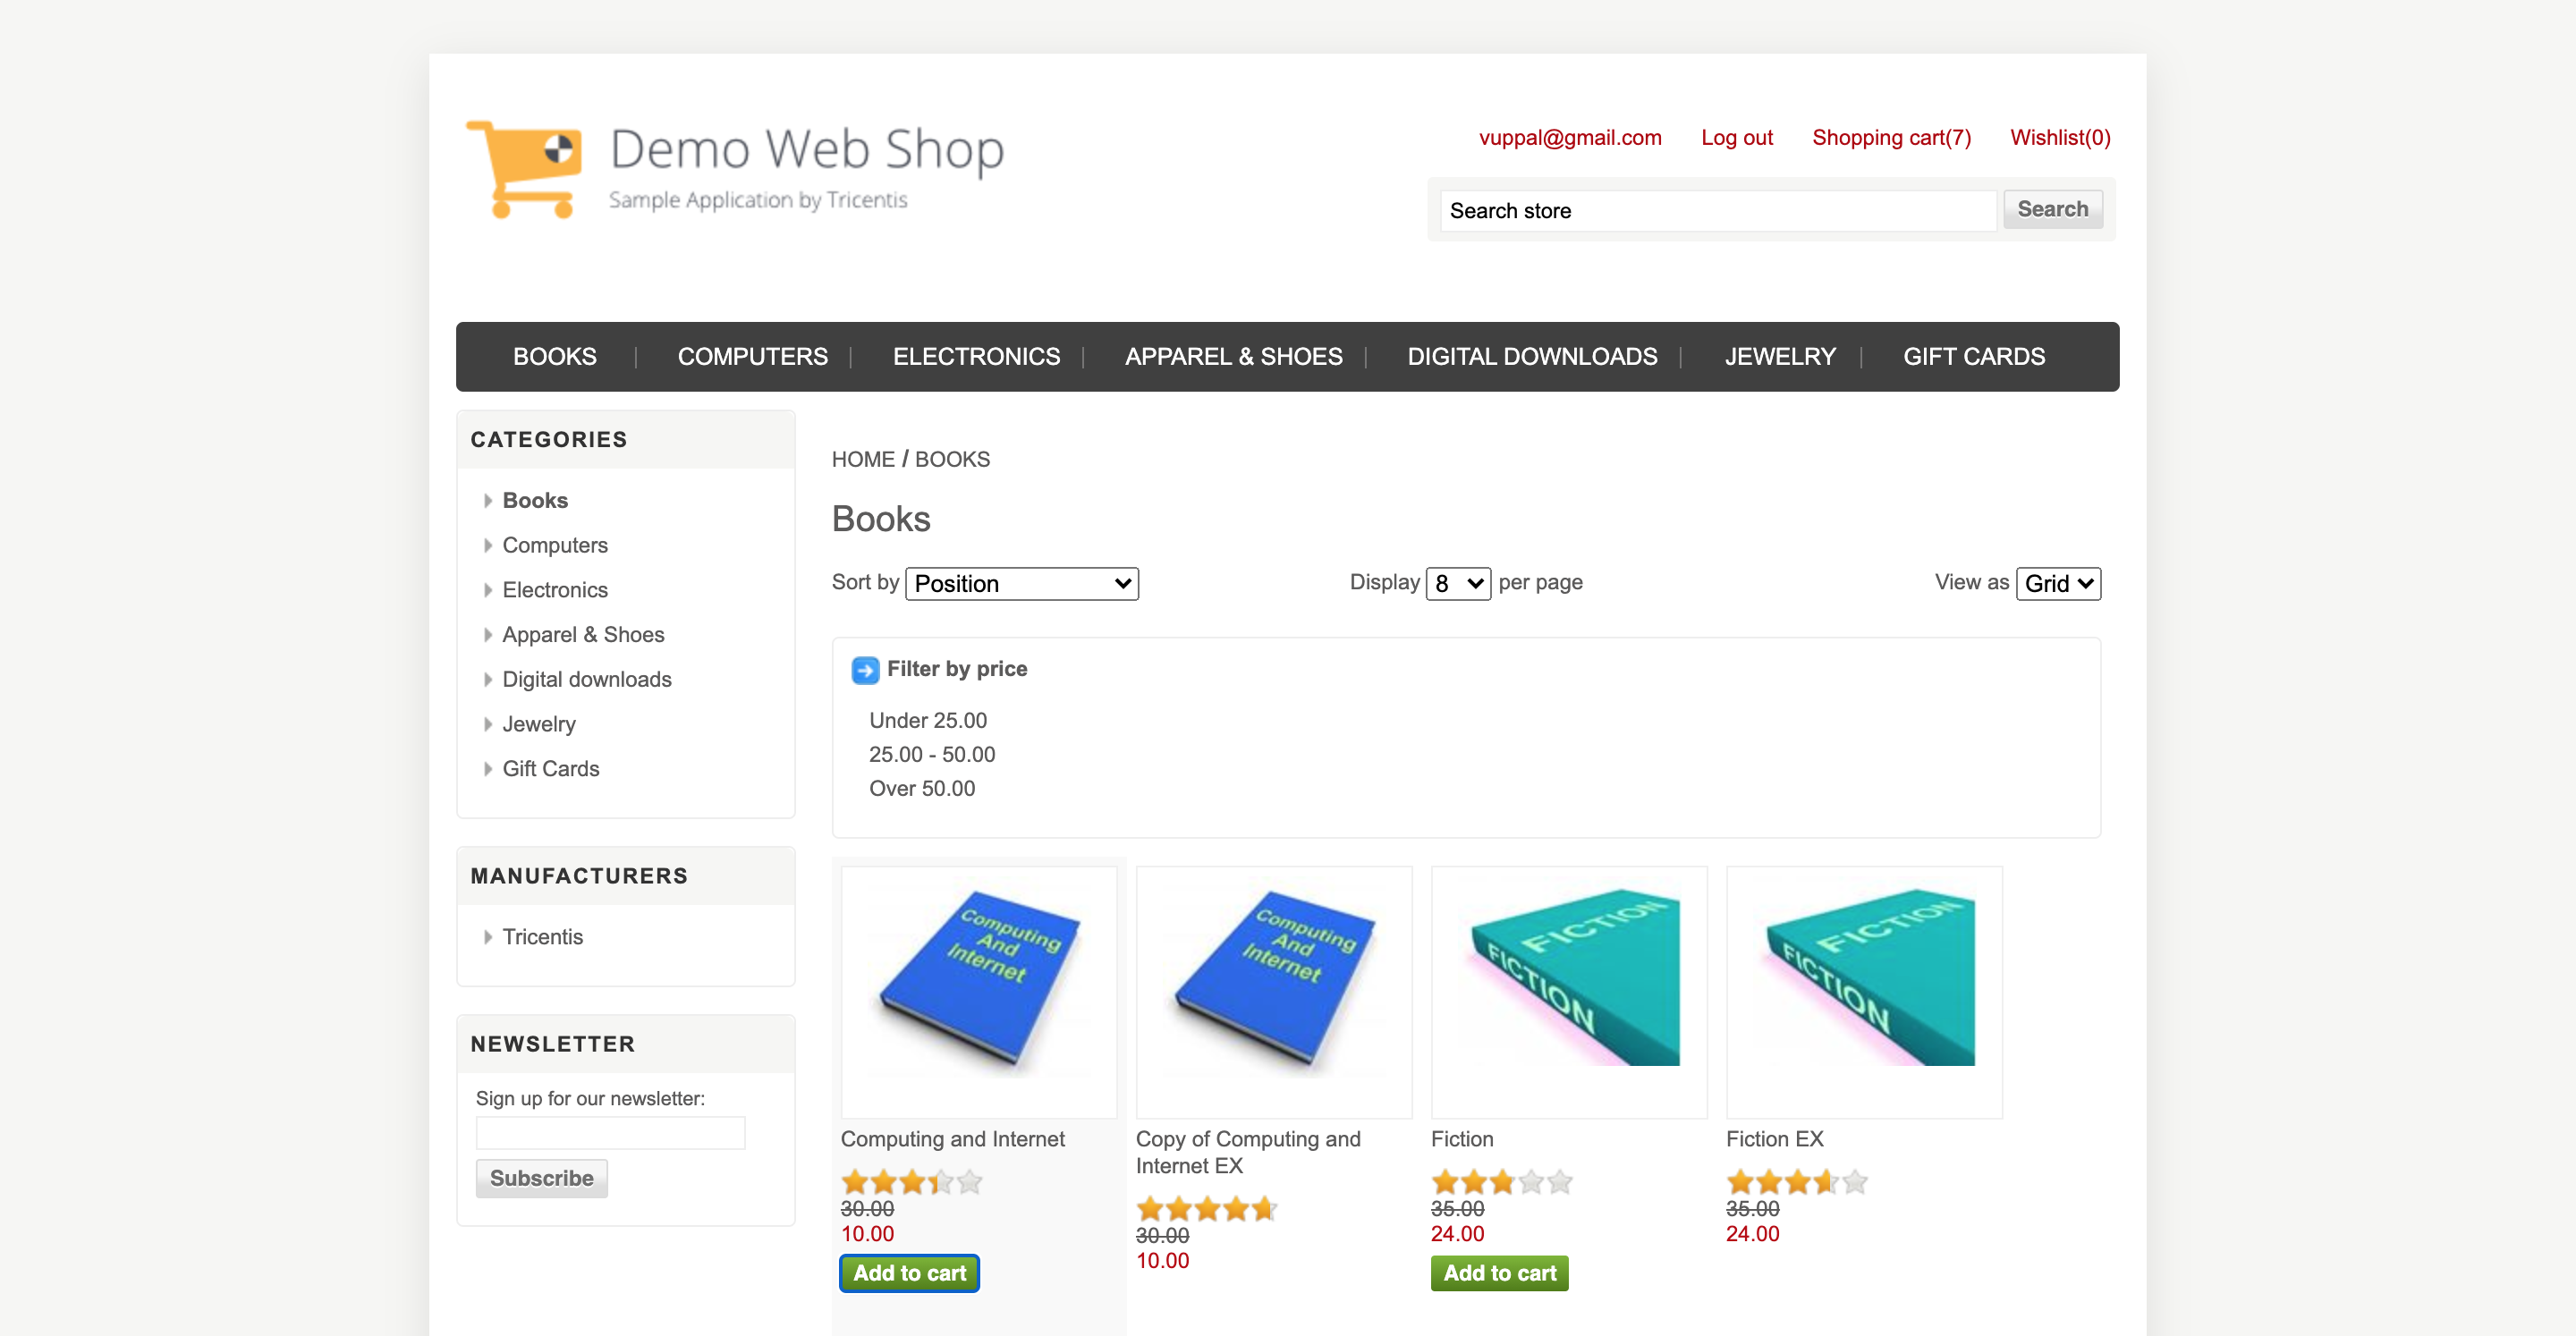 Demo Web Shop
Sample Application by Tricentis
vuppal@gmail.com Log out Shopping cart(7) Wishlist(0)
Search store Search
BOOKS | COMPUTERS | ELECTRONICS | APPAREL & SHOES | DIGITAL DOWNLOADS | JEWELRY | GIFT CARDS
CATEGORIES
Books
Computers
Electronics
Apparel & Shoes
Digital downloads
Jewelry
Gift Cards
MANUFACTURERS
Tricentis
NEWSLETTER
Sign up for our newsletter:
Subscribe
HOME / BOOKS
Books
Sort by Position Display 8 per page View as Grid
Filter by price
Under 25.00
25.00 - 50.00
Over 50.00
Computing
And
Internet
Computing and Internet
30.00
10.00
Add to cart
Computing
And
Internet
Copy of Computing and
Internet EX
30.00
10.00
FICTION
FICTION
Fiction
35.00
24.00
Add to cart
FICTION
FICTION
Fiction EX
35.00
24.00